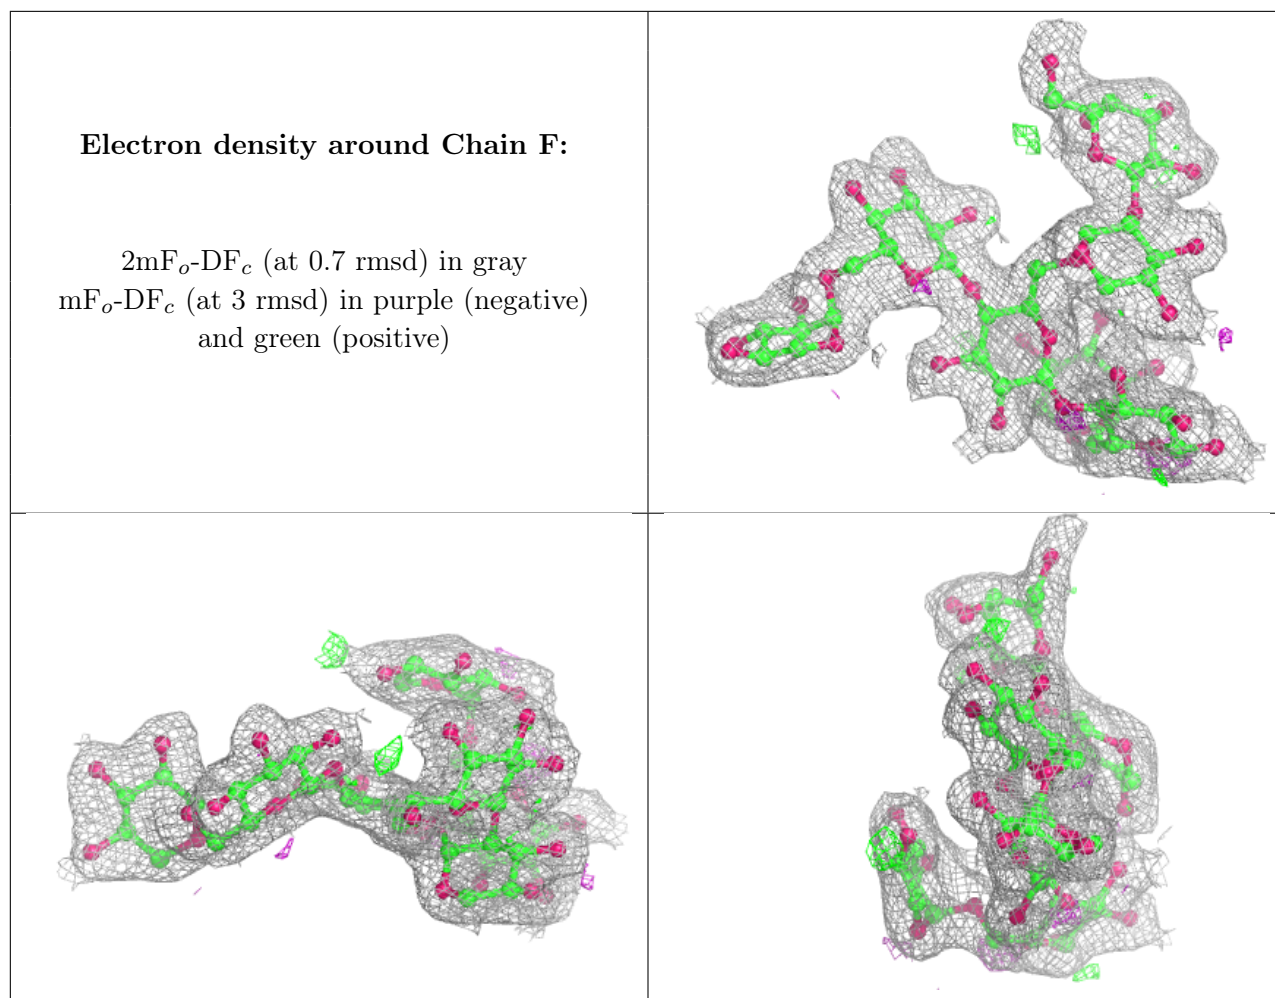 Electron density around Chain F:
2mFₒ-DF𝑐 (at 0.7 rmsd) in gray
mFₒ-DF𝑐 (at 3 rmsd) in purple (negative)
and green (positive)